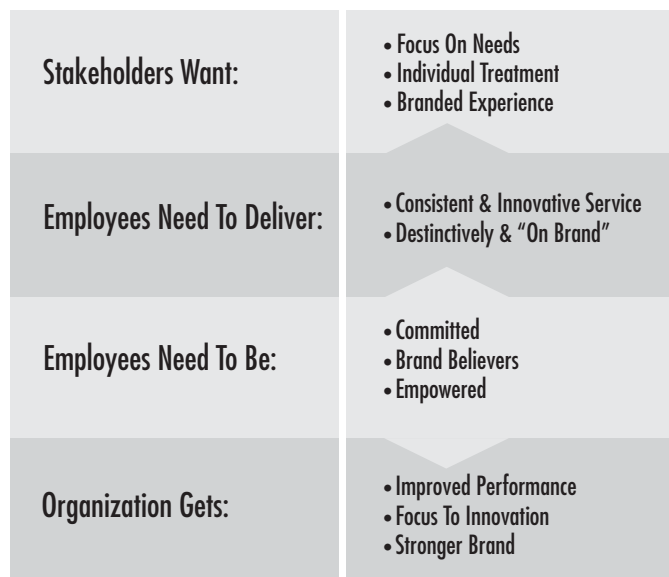 Stakeholders Want:
• Focus On Needs
• Individual Treatment
• Branded Experience
Employees Need To Deliver:
• Consistent & Innovative Service
• Destinctively & “On Brand”
Employees Need To Be:
• Committed
• Brand Believers
• Empowered
Organization Gets:
• Improved Performance
• Focus To Innovation
• Stronger Brand